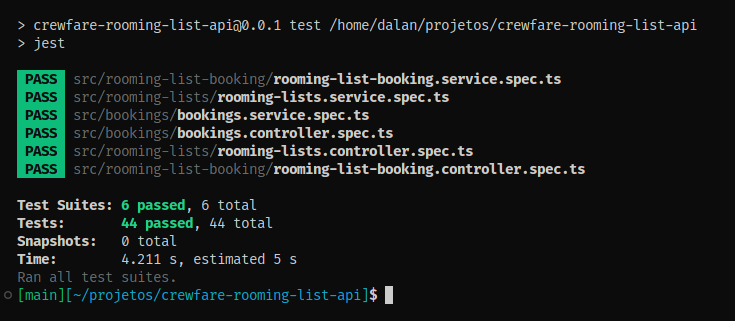 > crewfare-rooming-list-api@0.0.1 test /home/dalan/projetos/crewfare-rooming-list-api
> jest
PASS src/rooming-list-booking/rooming-list-booking.service.spec.ts
PASS src/rooming-lists/rooming-lists.service.spec.ts
PASS src/bookings/bookings.service.spec.ts
PASS src/bookings/bookings.controller.spec.ts
PASS src/rooming-lists/rooming-lists.controller.spec.ts
PASS src/rooming-list-booking/rooming-list-booking.controller.spec.ts
Test Suites: 6 passed, 6 total
Tests: 44 passed, 44 total
Snapshots: 0 total
Time: 4.211 s, estimated 5 s
Ran all test suites.
[main][~/projetos/crewfare-rooming-list-api]$